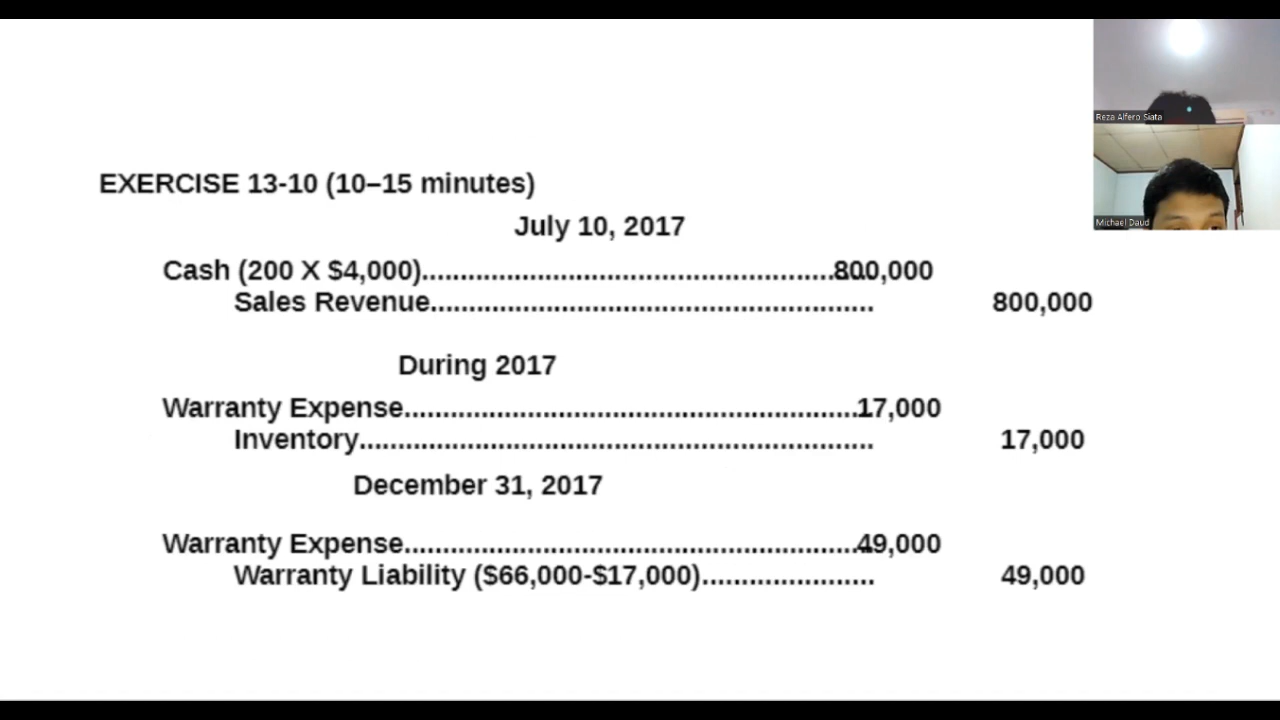 EXERCISE 13-10 (10–15 minutes)
July 10, 2017
Cash (200 X $4,000)........................................................800,000
Sales Revenue.......................................................... 800,000
During 2017
Warranty Expense............................................................17,000
Inventory................................................................... 17,000
December 31, 2017
Warranty Expense............................................................49,000
Warranty Liability ($66,000-$17,000)...................... 49,000
Reza Alfero Siata
Michael Daud